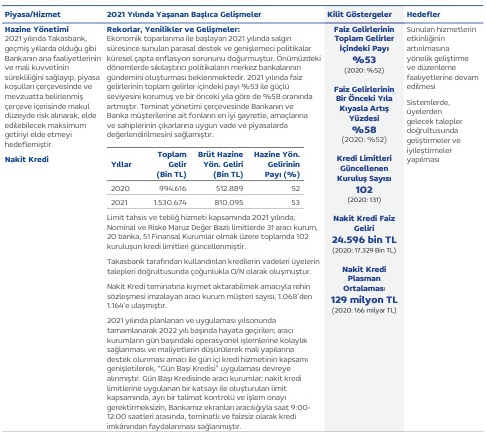 Piyasa/Hizmet
2021 Yılında Yaşanan Başlıca Gelişmeler
Kilit Göstergeler
Hedefler
Hazine Yönetimi
2021 yılında Takasbank,
geçmiş yıllarda olduğu gibi
Bankanın ana faaliyetlerinin
ve mali kuvvetinin
sürekliliğini sağlayıp, piyasa
koşulları çerçevesinde ve
mevzuatta belirlenmiş
çerçeve içerisinde makul
düzeyde risk alınarak, elde
edilebilecek maksimum
getiriyi elde etmeyi
hedeflemiştir.
Nakit Kredi
Rekorlar, Yenilikler ve Gelişmeler:
Ekonomik toparlanma ile başlayan 2021 yılında salgın
süresince sunulan parasal destek ve genişlemeci politikalar
küresel çapta enflasyon sorununu doğurmuştur. Önümüzdeki
dönemlerde sıkılaştırıcı politikaların merkez bankalarının
gündemini oluşturması beklenmektedir. 2021 yılında faiz
gelirlerinin toplam gelirler içindeki payı %53 ile güçlü
seviyesini korumuş ve bir önceki yıla göre de %58 oranında
artmıştır. Teminat yönetimi çerçevesinde Bankanın ve
Banka müşterilerine ait fonların en iyi gayretle, amaçlarına
ve sahiplerinin çıkarlarına uygun vade ve piyasalarda
değerlendirilmesi sağlanmıştır.
Yıllar
Toplam Gelir (Bin TL)
Brüt Hazine Yön. Geliri (Bin TL)
Hazine Yön. Gelirinin Payı (%)
2020 994.616 512.889 52
2021 1.530.674 810.095 53
Limit tahsis ve tebliğ hizmeti kapsamında 2021 yılında;
Nominal ve Riske Maruz Değer Bazlı limitlerde 31 aracı kurum,
20 banka, 51 Finansal Kurumlar olmak üzere toplamda 102
kuruluşun kredi limitleri güncellenmiştir.
Takasbank tarafından kullandırılan kredilerin vadeleri üyelerin
talepleri doğrultusunda çoğunlukla O/N olarak oluşmuştur.
Nakit Kredi teminatına kıymet aktarabilmek amacıyla rehin
sözleşmesi imzalayan aracı kurum müşteri sayısı, 1.068'den
1.164'e ulaşmıştır.
2021 yılında planlanan ve uygulaması yılsonunda
tamamlanarak 2022 yılı başında hayata geçirilen; aracı
kurumların gün başındaki operasyonel işlemlerine kolaylık
sağlanması ve maliyetlerin düşürülerek mali yapılarına
destek olunması amacı ile gün içi kredi hizmetinin kapsamı
genişletilerek, "Gün Başı Kredisi" uygulaması devreye
alınmıştır. Gün Başı Kredisinde aracı kurumlar; nakit kredi
limitlerine uygulanan bir katsayı ile oluşturulan limit
kapsamında, ayrı bir talimat kontrolü ve işlem onayı
gerektirmeksizin, Bankamız ekranları aracılığıyla saat 9:00-
12:00 saatleri arasında, teminatlı ve faizsiz olarak kredi
imkânından faydalanması sağlanmıştır.
Faiz Gelirlerinin
Toplam Gelirler
İçindeki Payı
%53
(2020: %52)
Faiz Gelirlerinin
Bir Önceki Yıla
Kıyasla Artış
Yüzdesi
%58
(2020: %52)
Kredi Limitleri
Güncellenen
Kuruluş Sayısı
102
(2020: 131)
Nakit Kredi Faiz
Geliri
24.596 bin TL
(2020: 17.329 Bin TL)
Nakit Kredi
Plasman
Ortalaması:
129 milyon TL
(2020: 166 milyar TL)
Sunulan hizmetlerin
etkinliğinin
artırılmasına
yönelik geliştirme
ve düzenleme
faaliyetlerine devam
edilmesi
Sistemlerde,
üyelerden
gelecek talepler
doğrultusunda
geliştirmeler ve
iyileştirmeler
yapılması